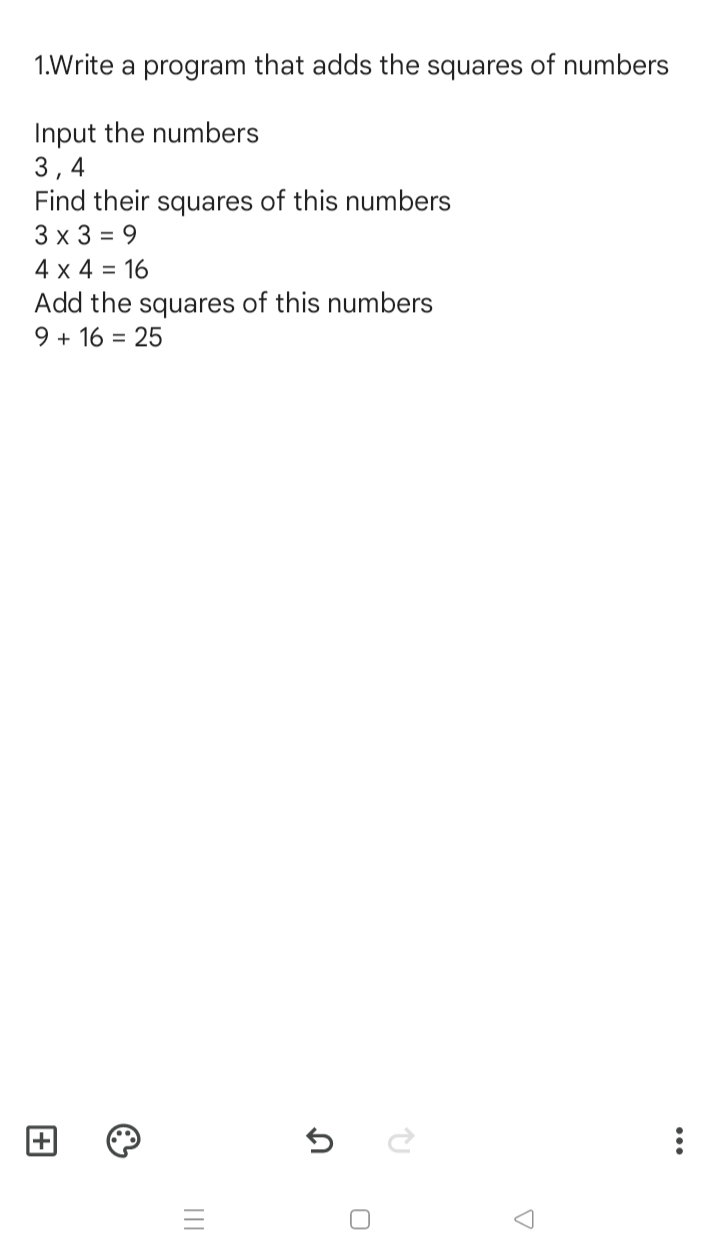 1.Write a program that adds the squares of numbers
Input the numbers
3 , 4
Find their squares of this numbers
3 x 3 = 9
4 x 4 = 16
Add the squares of this numbers
9 + 16 = 25